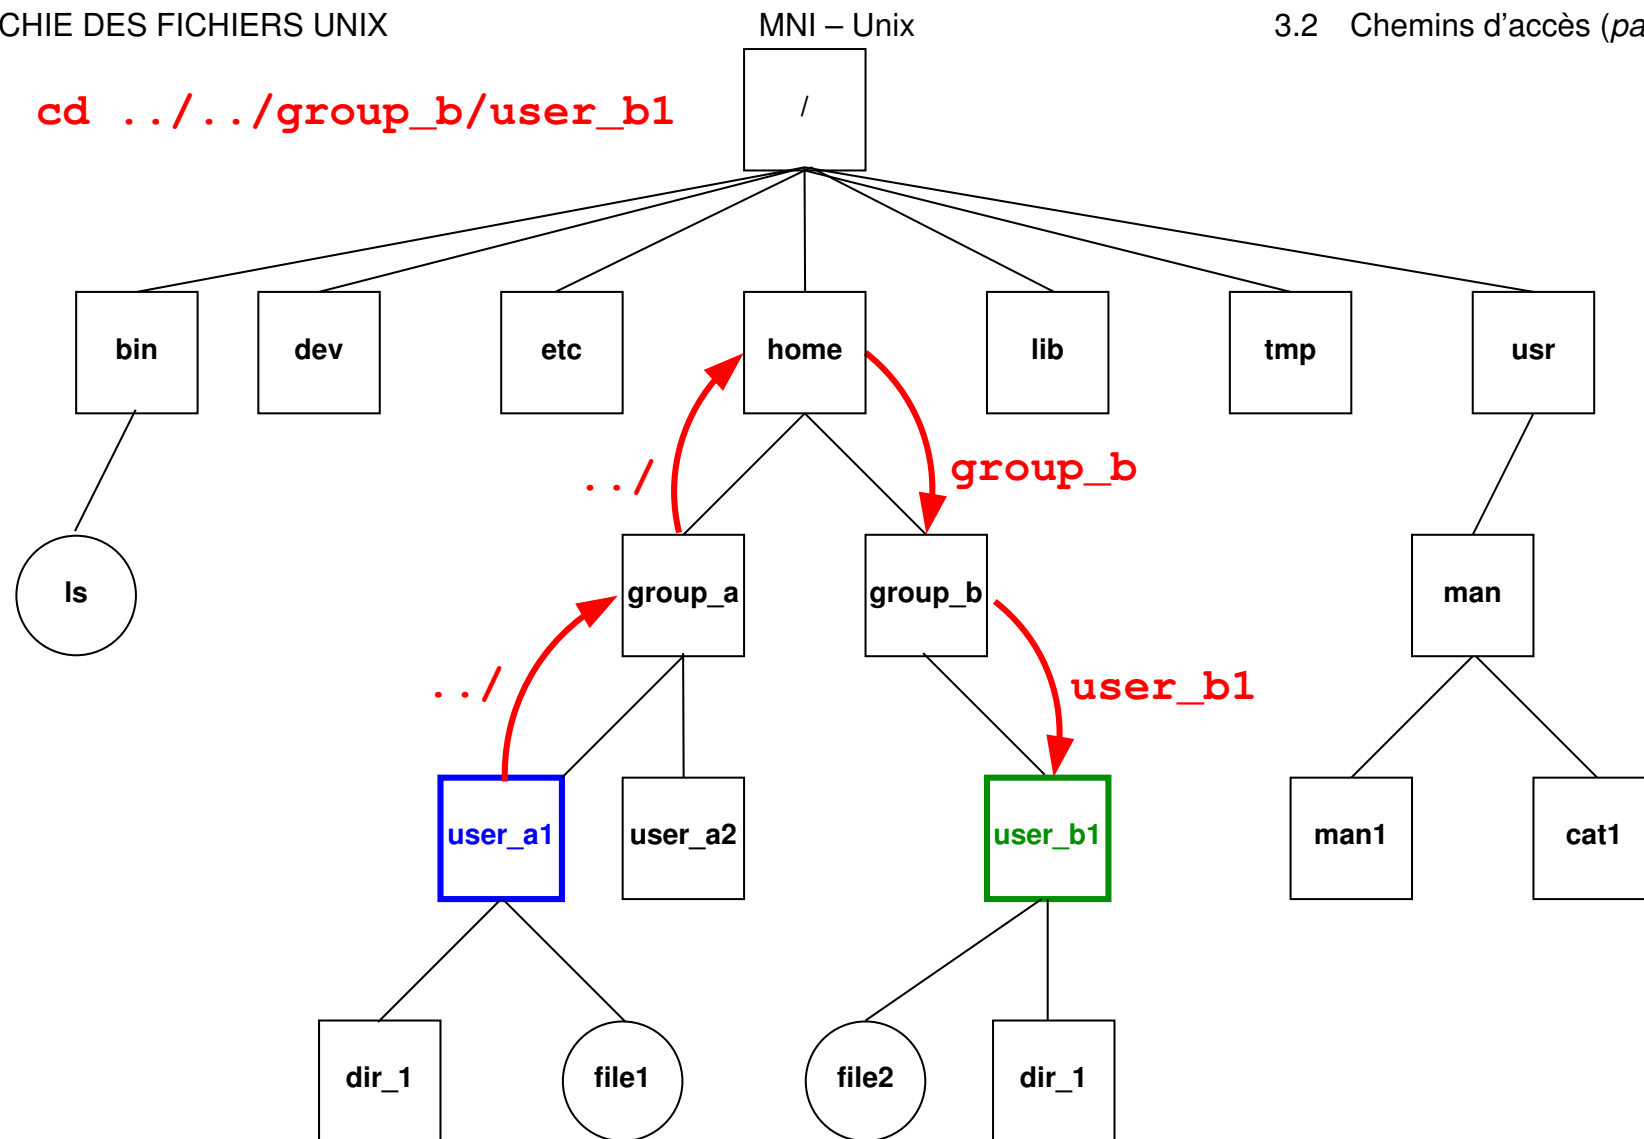 CHIE DES FICHIERS UNIX MNI – Unix 3.2 Chemins d'accès (pa
cd ../../group_b/user_b1
/
bin dev etc home lib tmp usr
../ group_b
ls group_a group_b man
../ user_b1
user_a1 user_a2 user_b1 man1 cat1
dir_1 file1 file2 dir_1